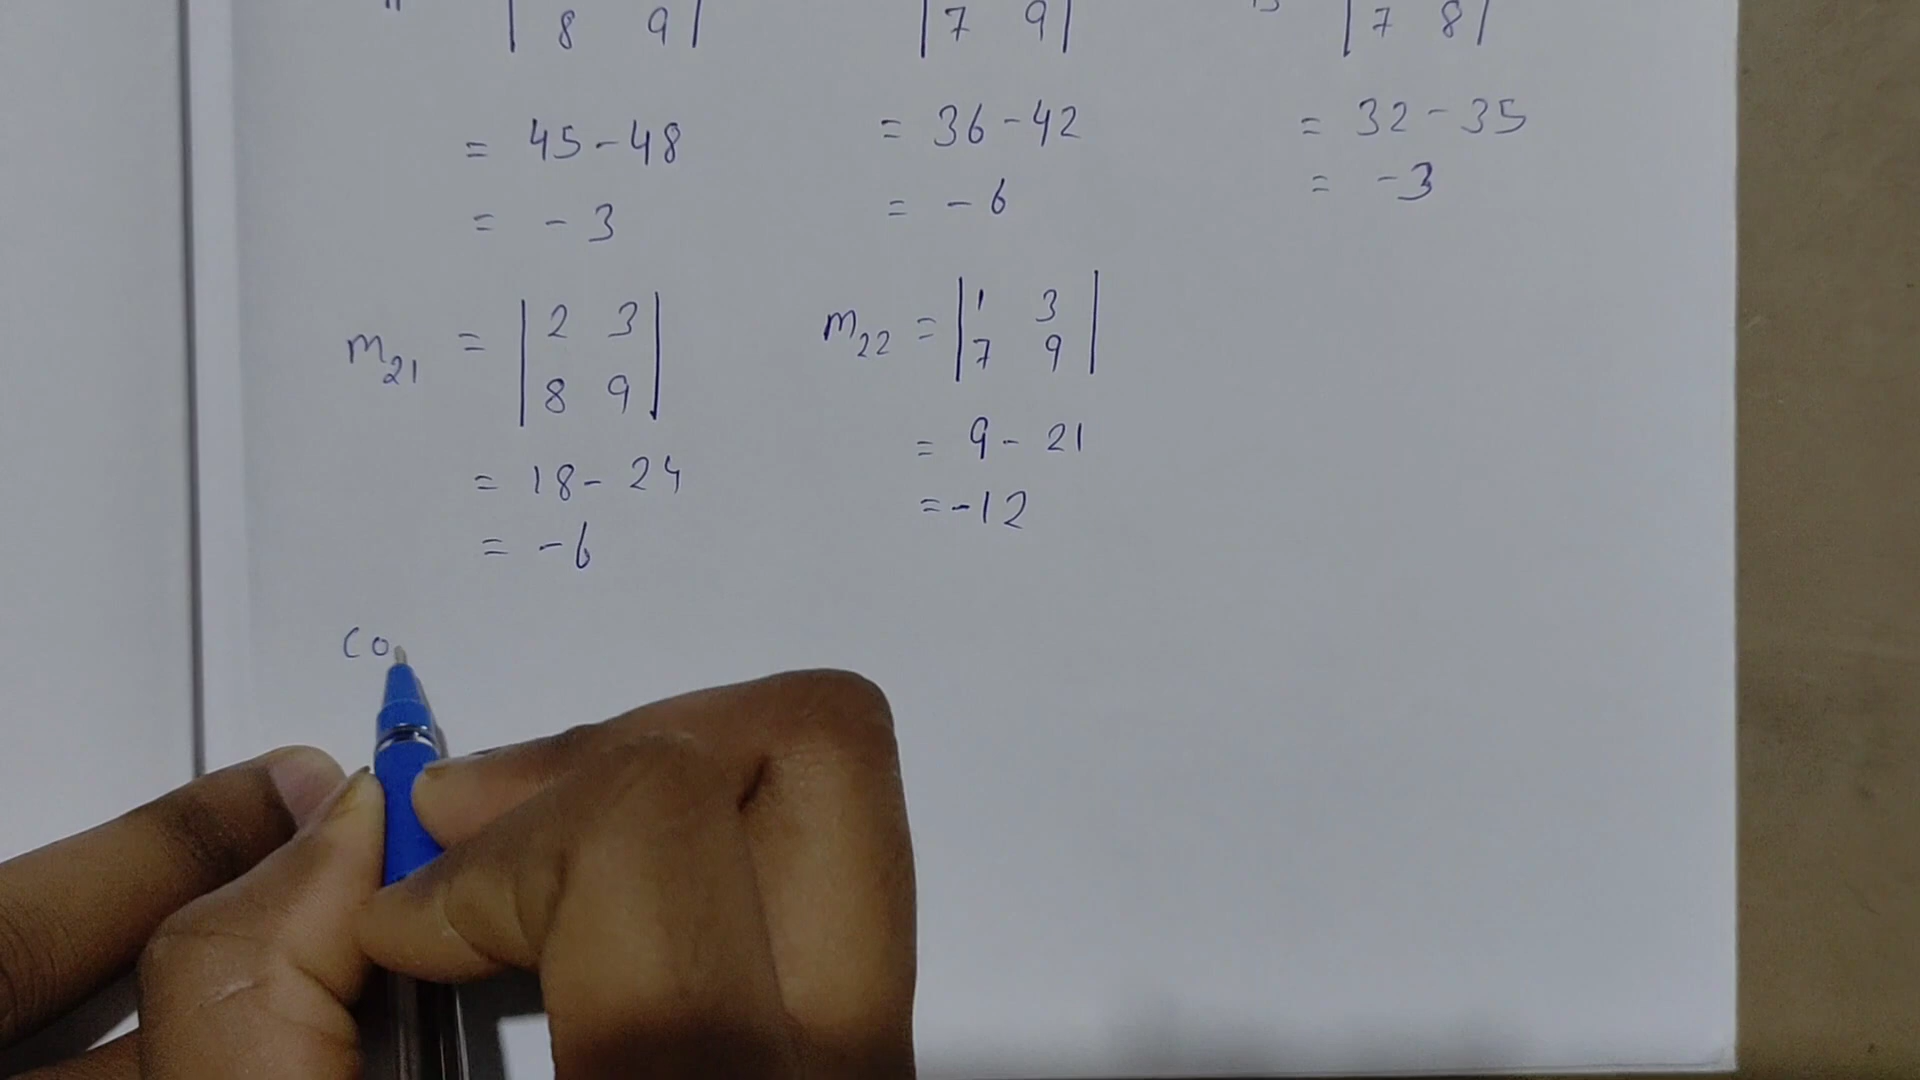 | 8 9 | | 7 9 | | 7 8 |
= 45 - 48 = 36 - 42 = 32 - 35
= - 3 = - 6 = - 3
m21 = | 2 3 | m22 = | 1 3 |
| 8 9 | | 7 9 |
= 18 - 24 = 9 - 21
= - 6 = - 12
Co